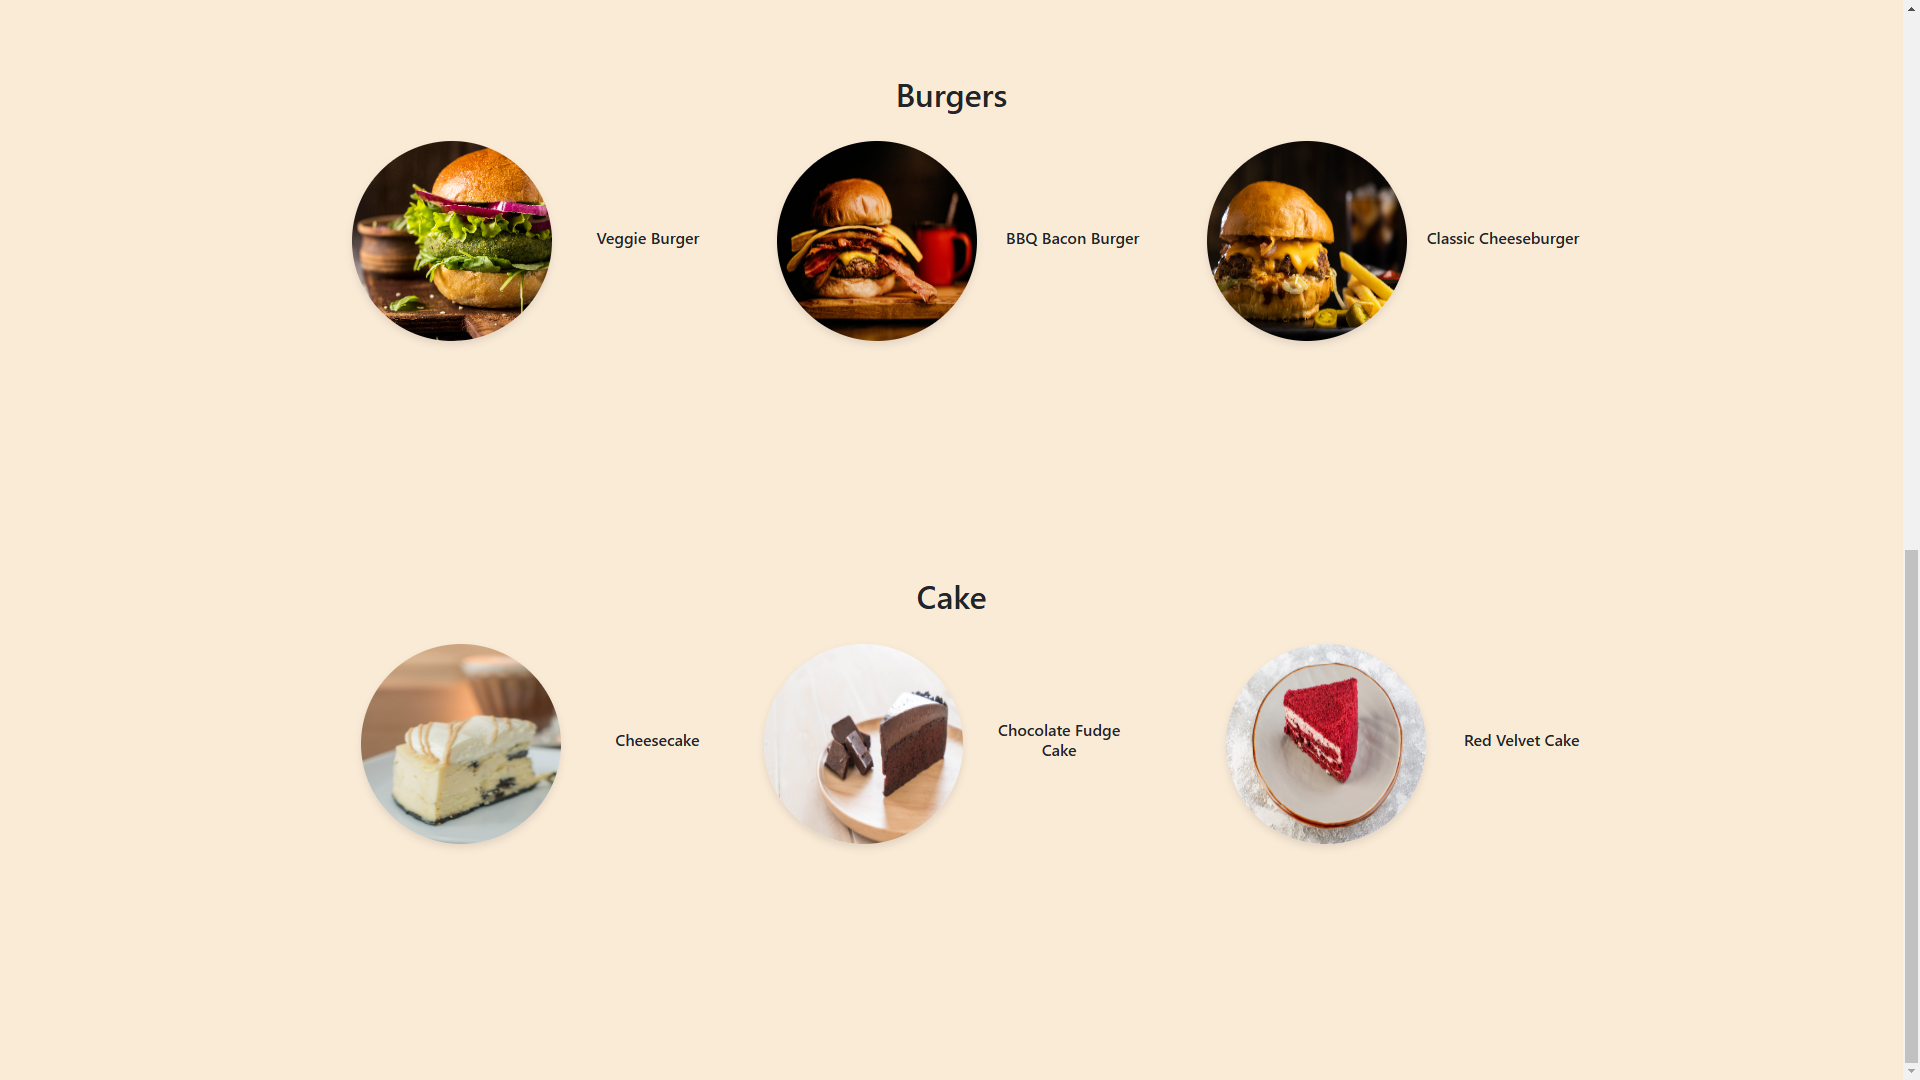 Burgers
Veggie Burger
BBQ Bacon Burger
Classic Cheeseburger
Cake
Cheesecake
Chocolate Fudge
Cake
Red Velvet Cake